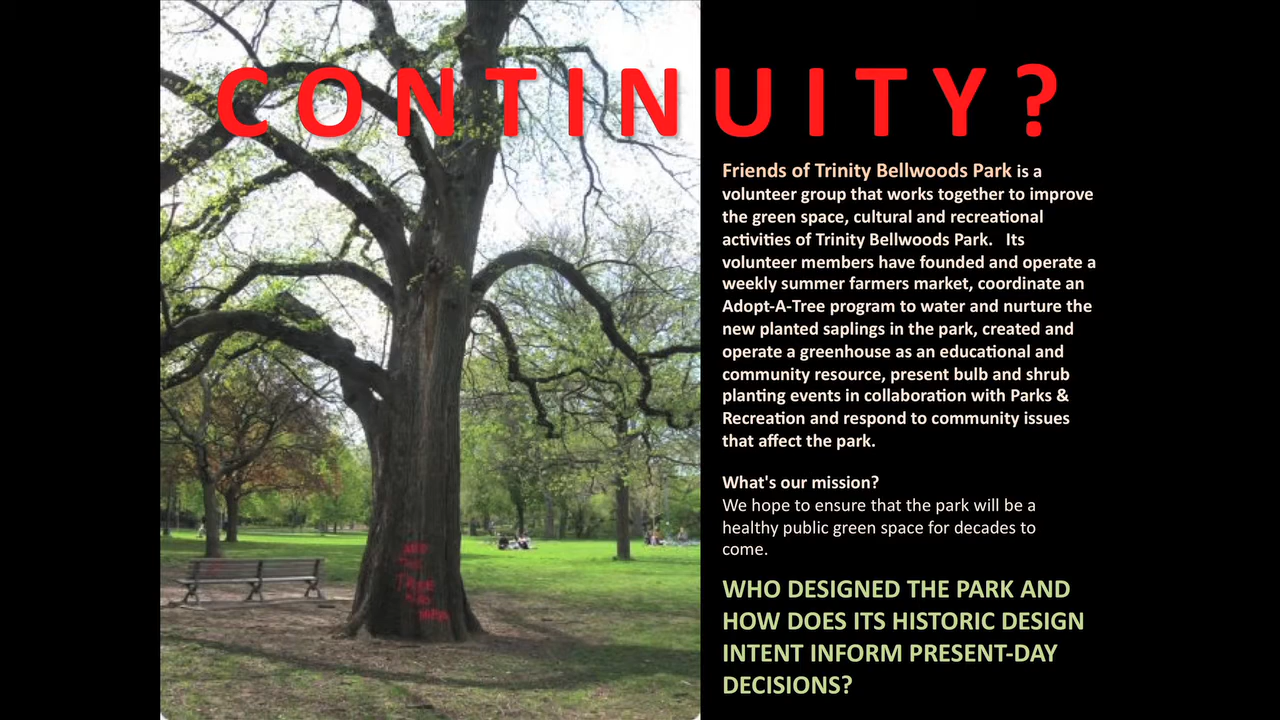 CONTINUITY?
Friends of Trinity Bellwoods Park is a
volunteer group that works together to improve
the green space, cultural and recreational
activities of Trinity Bellwoods Park. Its
volunteer members have founded and operate a
weekly summer farmers market, coordinate an
Adopt-A-Tree program to water and nurture the
new planted saplings in the park, created and
operate a greenhouse as an educational and
community resource, present bulb and shrub
planting events in collaboration with Parks &
Recreation and respond to community issues
that affect the park.
What's our mission?
We hope to ensure that the park will be a
healthy public green space for decades to
come.
WHO DESIGNED THE PARK AND
HOW DOES ITS HISTORIC DESIGN
INTENT INFORM PRESENT-DAY
DECISIONS?
TREE